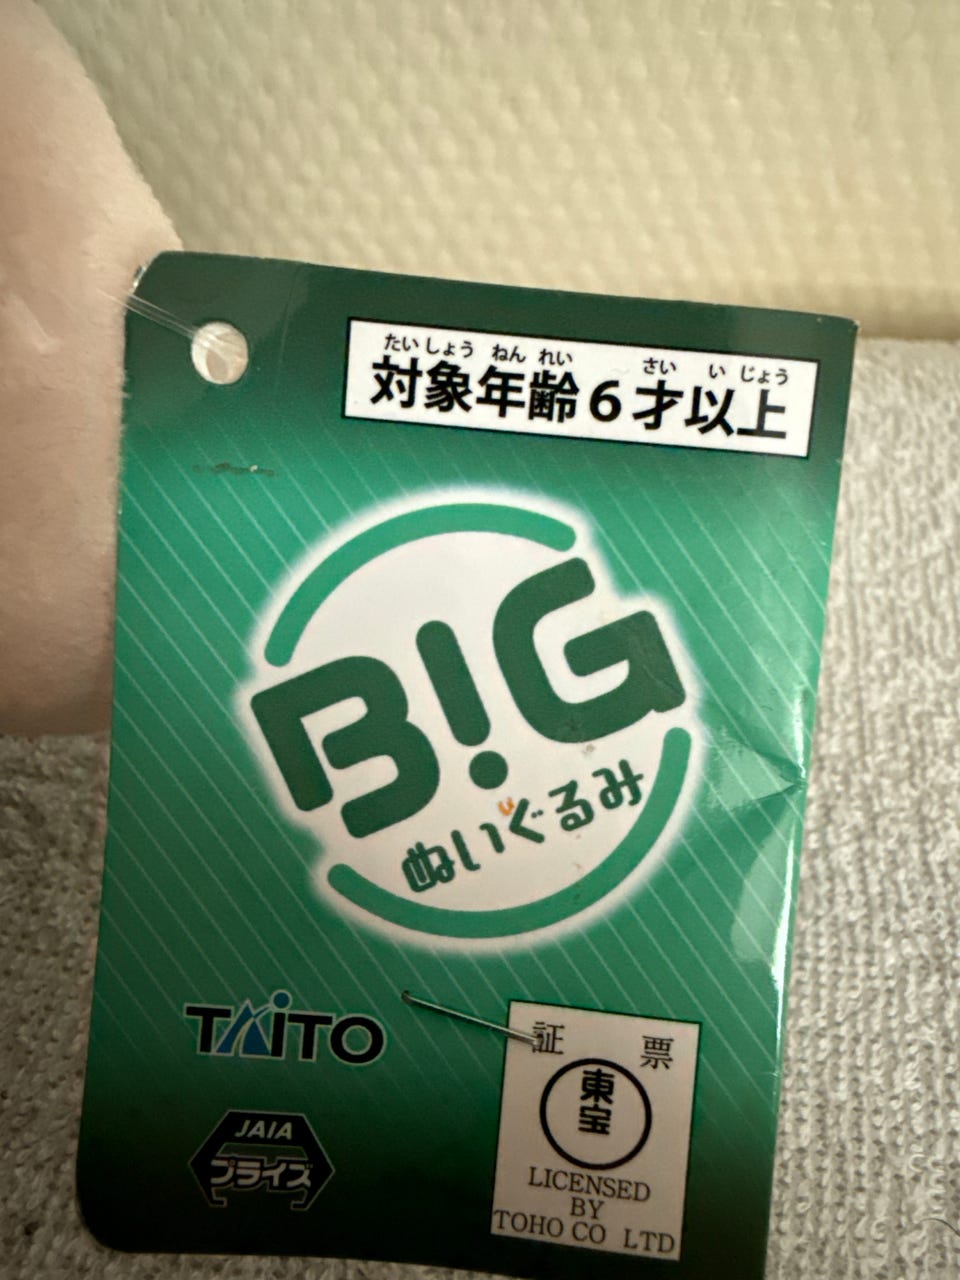 たいしょう ねんれい さい いじょう
対象年齢6才以上
B!G
ぬいぐるみ
TAITO
JAIA
プライズ
証 票
東宝
LICENSED
BY
TOHO CO LTD